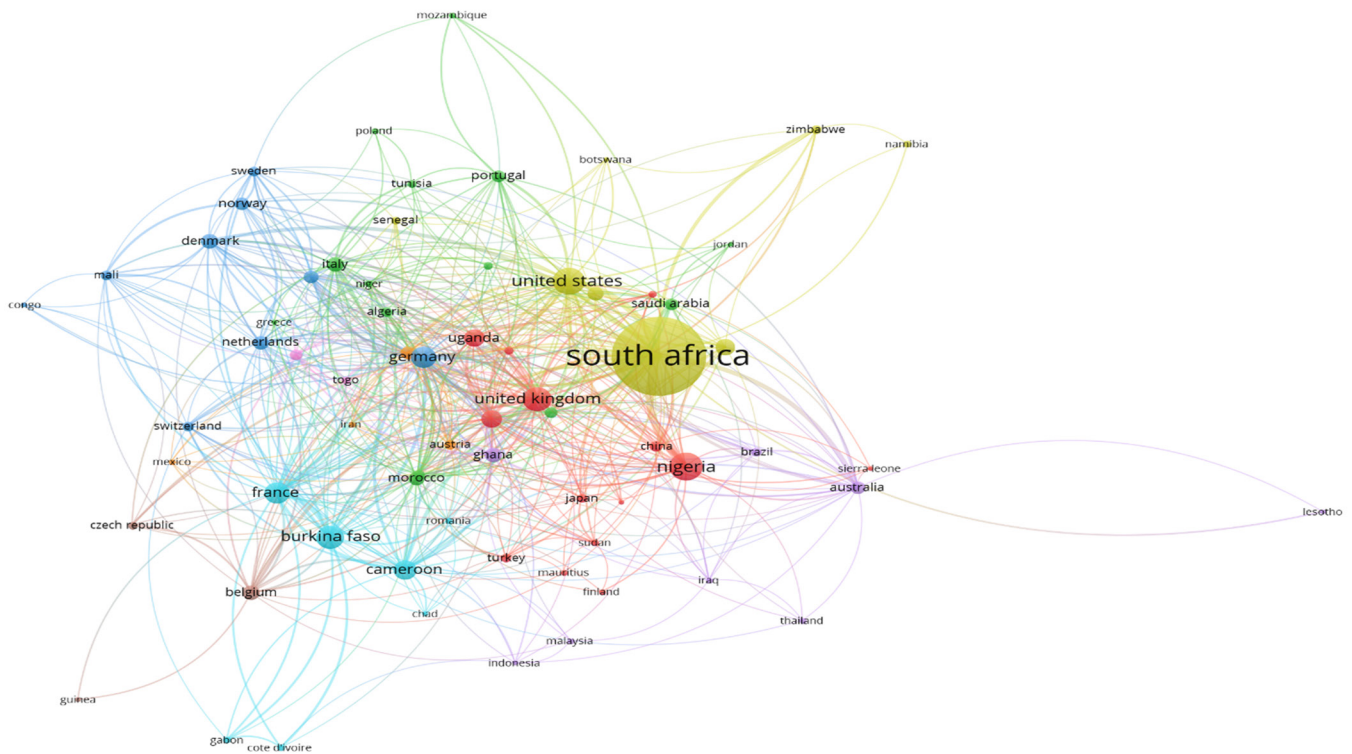 mozambique
poland
zimbabwe
namibia
botswana
sweden
portugal
tunisia
norway
senegal
denmark
jordan
italy
mali
united states
niger
congo
saudi arabia
algeria
greece
uganda
netherlands
germany
south africa
togo
united kingdom
iran
switzerland
austria
china
brazil
ghana
mexico
nigeria
sierra leone
morocco
australia
france
japan
lesotho
romania
czech republic
burkina faso
sudan
turkey
cameroon
mauritius
iraq
belgium
finland
chad
thailand
malaysia
indonesia
guinea
gabon
cote d'ivoire